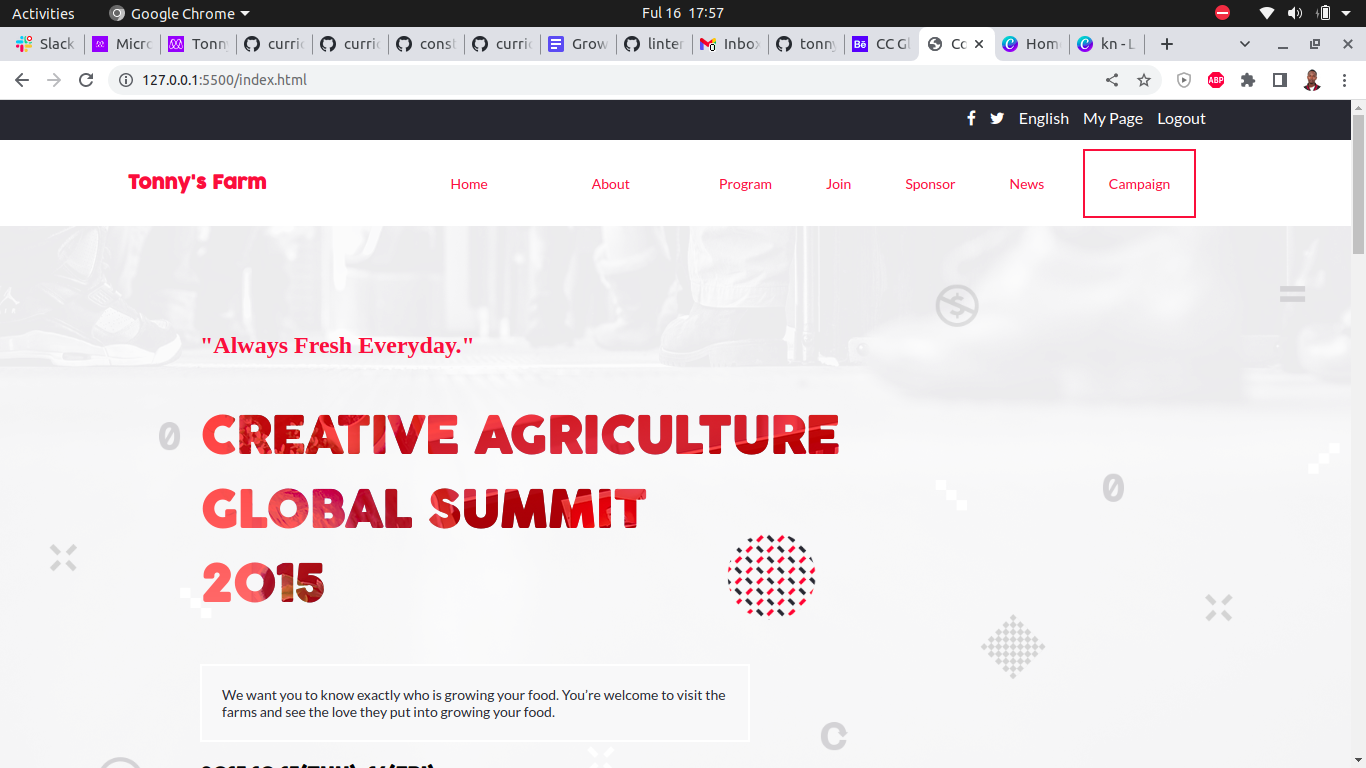 Activities Google Chrome Ful 16 17:57
Slack Micro Tonny curric curric const curric Grow linter Inbox tonny CC Gl Co Home kn - L
127.0.0.1:5500/index.html ABP
English My Page Logout
Tonny's Farm Home About Program Join Sponsor News Campaign
"Always Fresh Everyday."
CREATIVE AGRICULTURE
GLOBAL SUMMIT
2015
We want you to know exactly who is growing your food. You’re welcome to visit the
farms and see the love they put into growing your food.